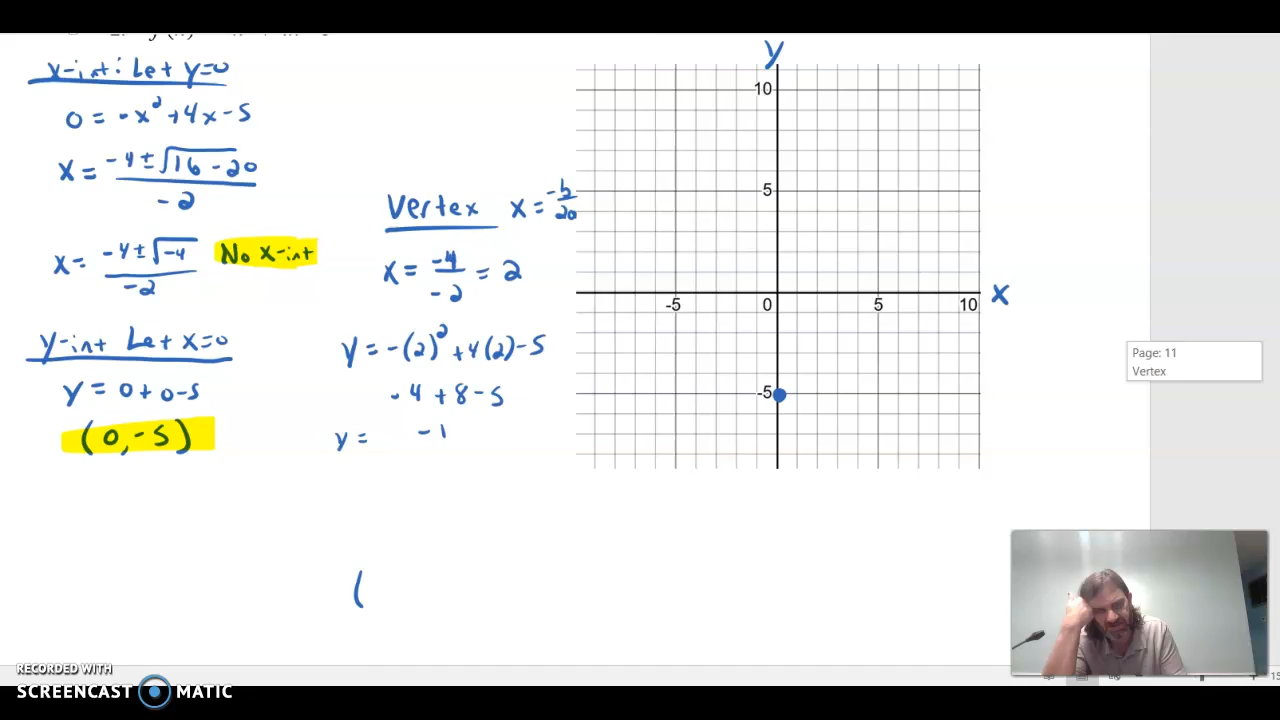 x-int: Let y=0
0 = -x² + 4x - 5
x = (-4 ± √(16 - 20)) / -2
x = (-4 ± √-4) / -2 No x-int
y-int Let x=0
y = 0 + 0 - 5
(0, -5)
Vertex x = -b/2a
x = -4/-2 = 2
y = -(2)² + 4(2) - 5
-4 + 8 - 5
y = -1
(
y
10
5
-5 0 5 10 x
-5
Page: 11
Vertex
RECORDED WITH
SCREENCAST MATIC